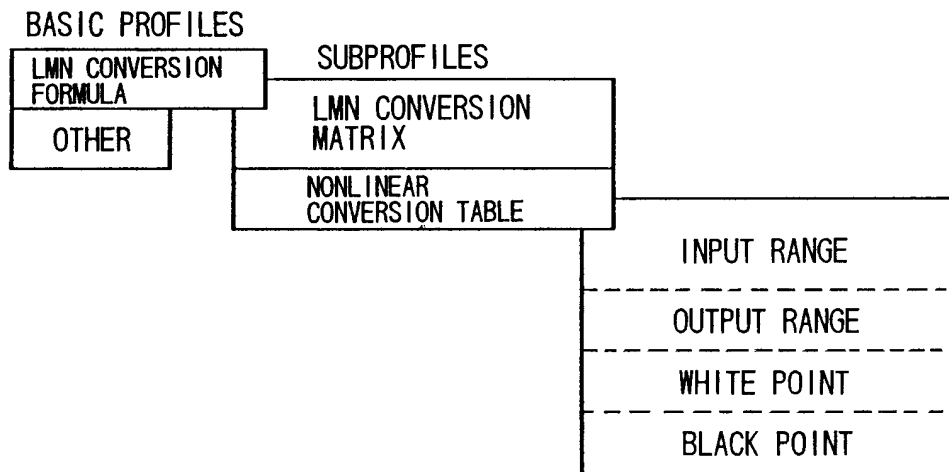 BASIC PROFILES
LMN CONVERSION
FORMULA
OTHER
SUBPROFILES
LMN CONVERSION
MATRIX
NONLINEAR
CONVERSION TABLE
INPUT RANGE
OUTPUT RANGE
WHITE POINT
BLACK POINT